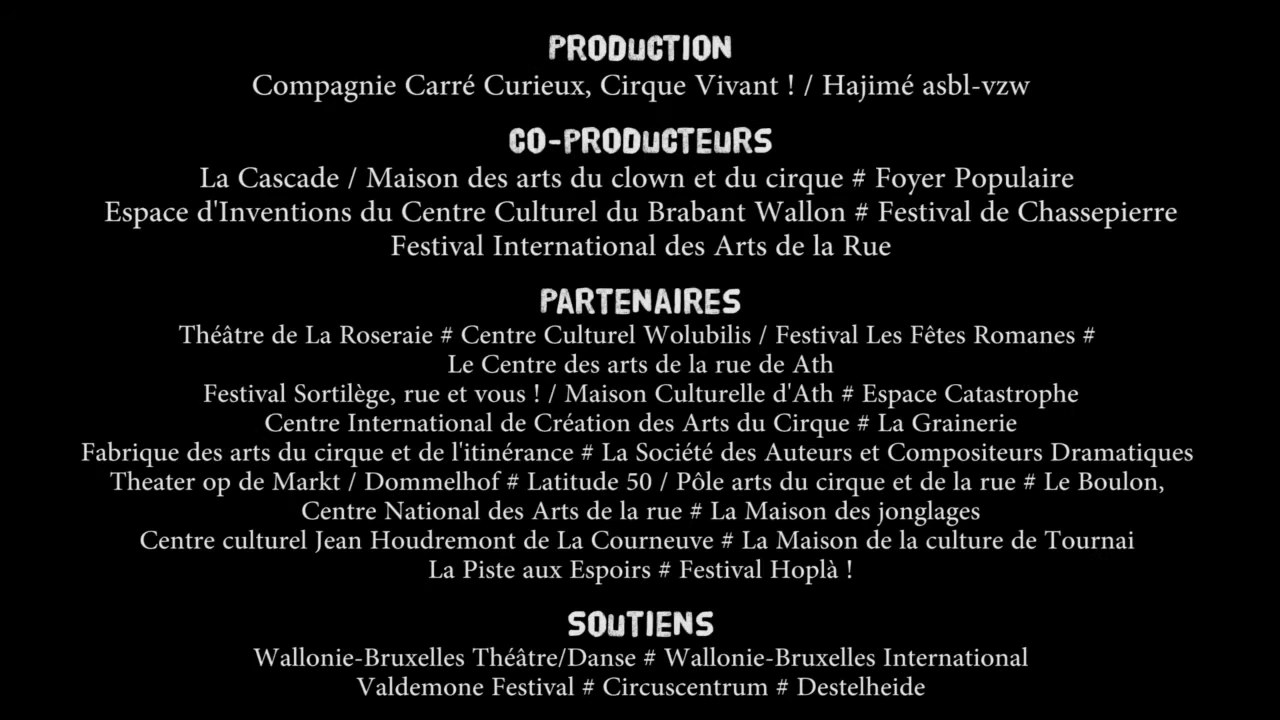 PRODUCTION
Compagnie Carré Curieux, Cirque Vivant ! / Hajimé asbl-vzw
CO-PRODUCTEURS
La Cascade / Maison des arts du clown et du cirque # Foyer Populaire
Espace d'Inventions du Centre Culturel du Brabant Wallon # Festival de Chassepierre
Festival International des Arts de la Rue
PARTENAIRES
Théâtre de La Roseraie # Centre Culturel Wolubilis / Festival Les Fêtes Romanes #
Le Centre des arts de la rue de Ath
Festival Sortilège, rue et vous ! / Maison Culturelle d'Ath # Espace Catastrophe
Centre International de Création des Arts du Cirque # La Grainerie
Fabrique des arts du cirque et de l'itinérance # La Société des Auteurs et Compositeurs Dramatiques
Theater op de Markt / Dommelhof # Latitude 50 / Pôle arts du cirque et de la rue # Le Boulon,
Centre National des Arts de la rue # La Maison des jonglages
Centre culturel Jean Houdremont de La Courneuve # La Maison de la culture de Tournai
La Piste aux Espoirs # Festival Hoplà !
SOUTIENS
Wallonie-Bruxelles Théâtre/Danse # Wallonie-Bruxelles International
Valdemone Festival # Circuscentrum # Destelheide